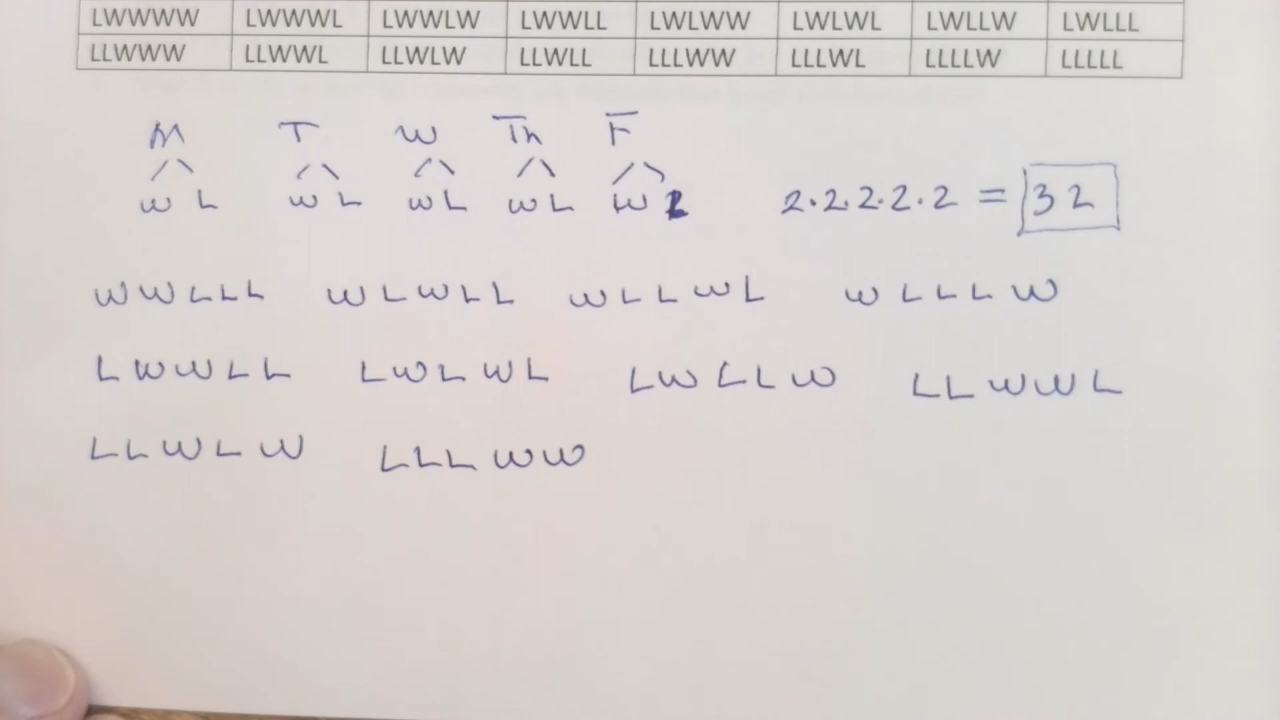 LWWWW LWWWL LWWLW LWWLL LWLWW LWLWL LWLLW LWLLL
LLWWW LLWWL LLWLW LLWLL LLLWW LLLWL LLLLW LLLLL
M T W Th F
W L W L W L W L W L 2·2·2·2·2 = 32
WWLLL WLWLL WLLWL WLLLW
LWWLL LWLWL LWLLW LLWWL
LLWLW LLLWW